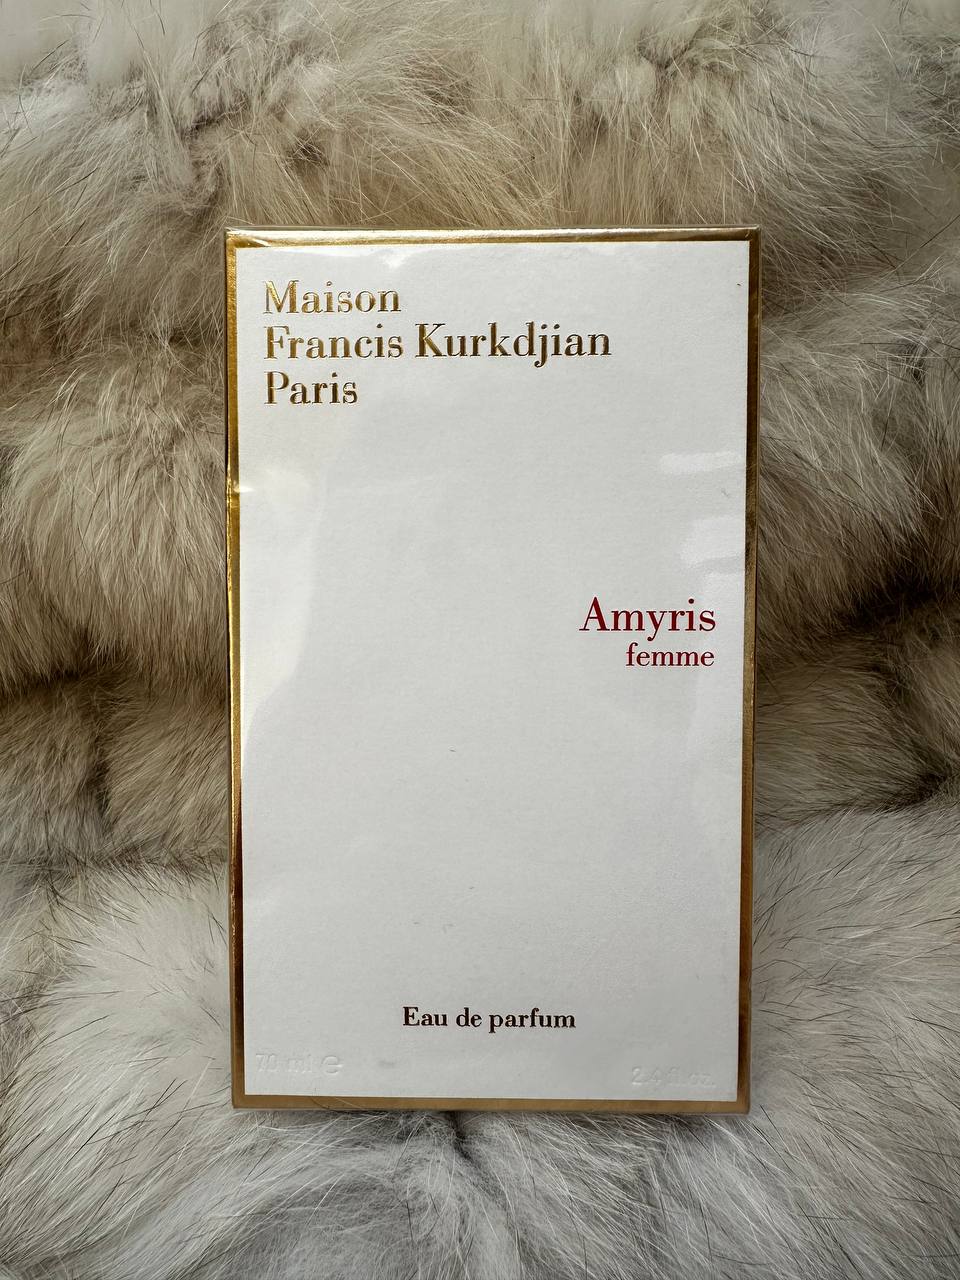 Maison
Francis Kurkdjian
Paris
Amyris
femme
Eau de parfum
70 ml ℮
2.4 fl.oz.